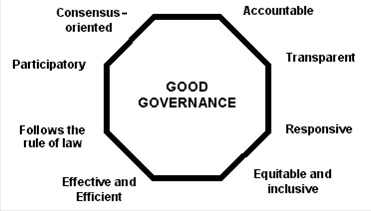 Consensus-
oriented
Accountable
Participatory
Transparent
GOOD
GOVERNANCE
Follows the
rule of law
Responsive
Effective and
Efficient
Equitable and
inclusive